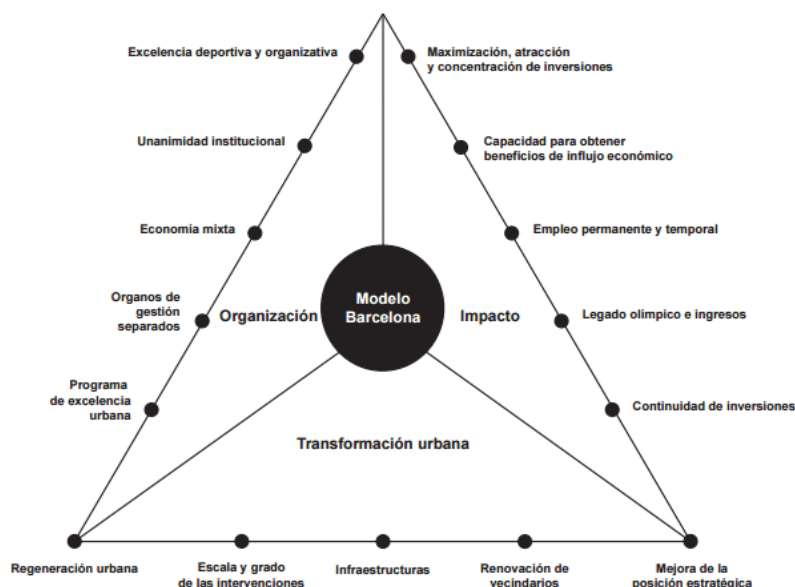 Excelencia deportiva y organizativa
Maximización, atracción
y concentración de inversiones
Unanimidad institucional
Capacidad para obtener
beneficios de influjo económico
Economía mixta
Empleo permanente y temporal
Organos de
gestión
separados
Organización
Modelo
Barcelona
Impacto
Legado olímpico e ingresos
Programa
de excelencia
urbana
Continuidad de inversiones
Transformación urbana
Regeneración urbana
Escala y grado
de las intervenciones
Infraestructuras
Renovación de
vecindarios
Mejora de la
posición estratégica